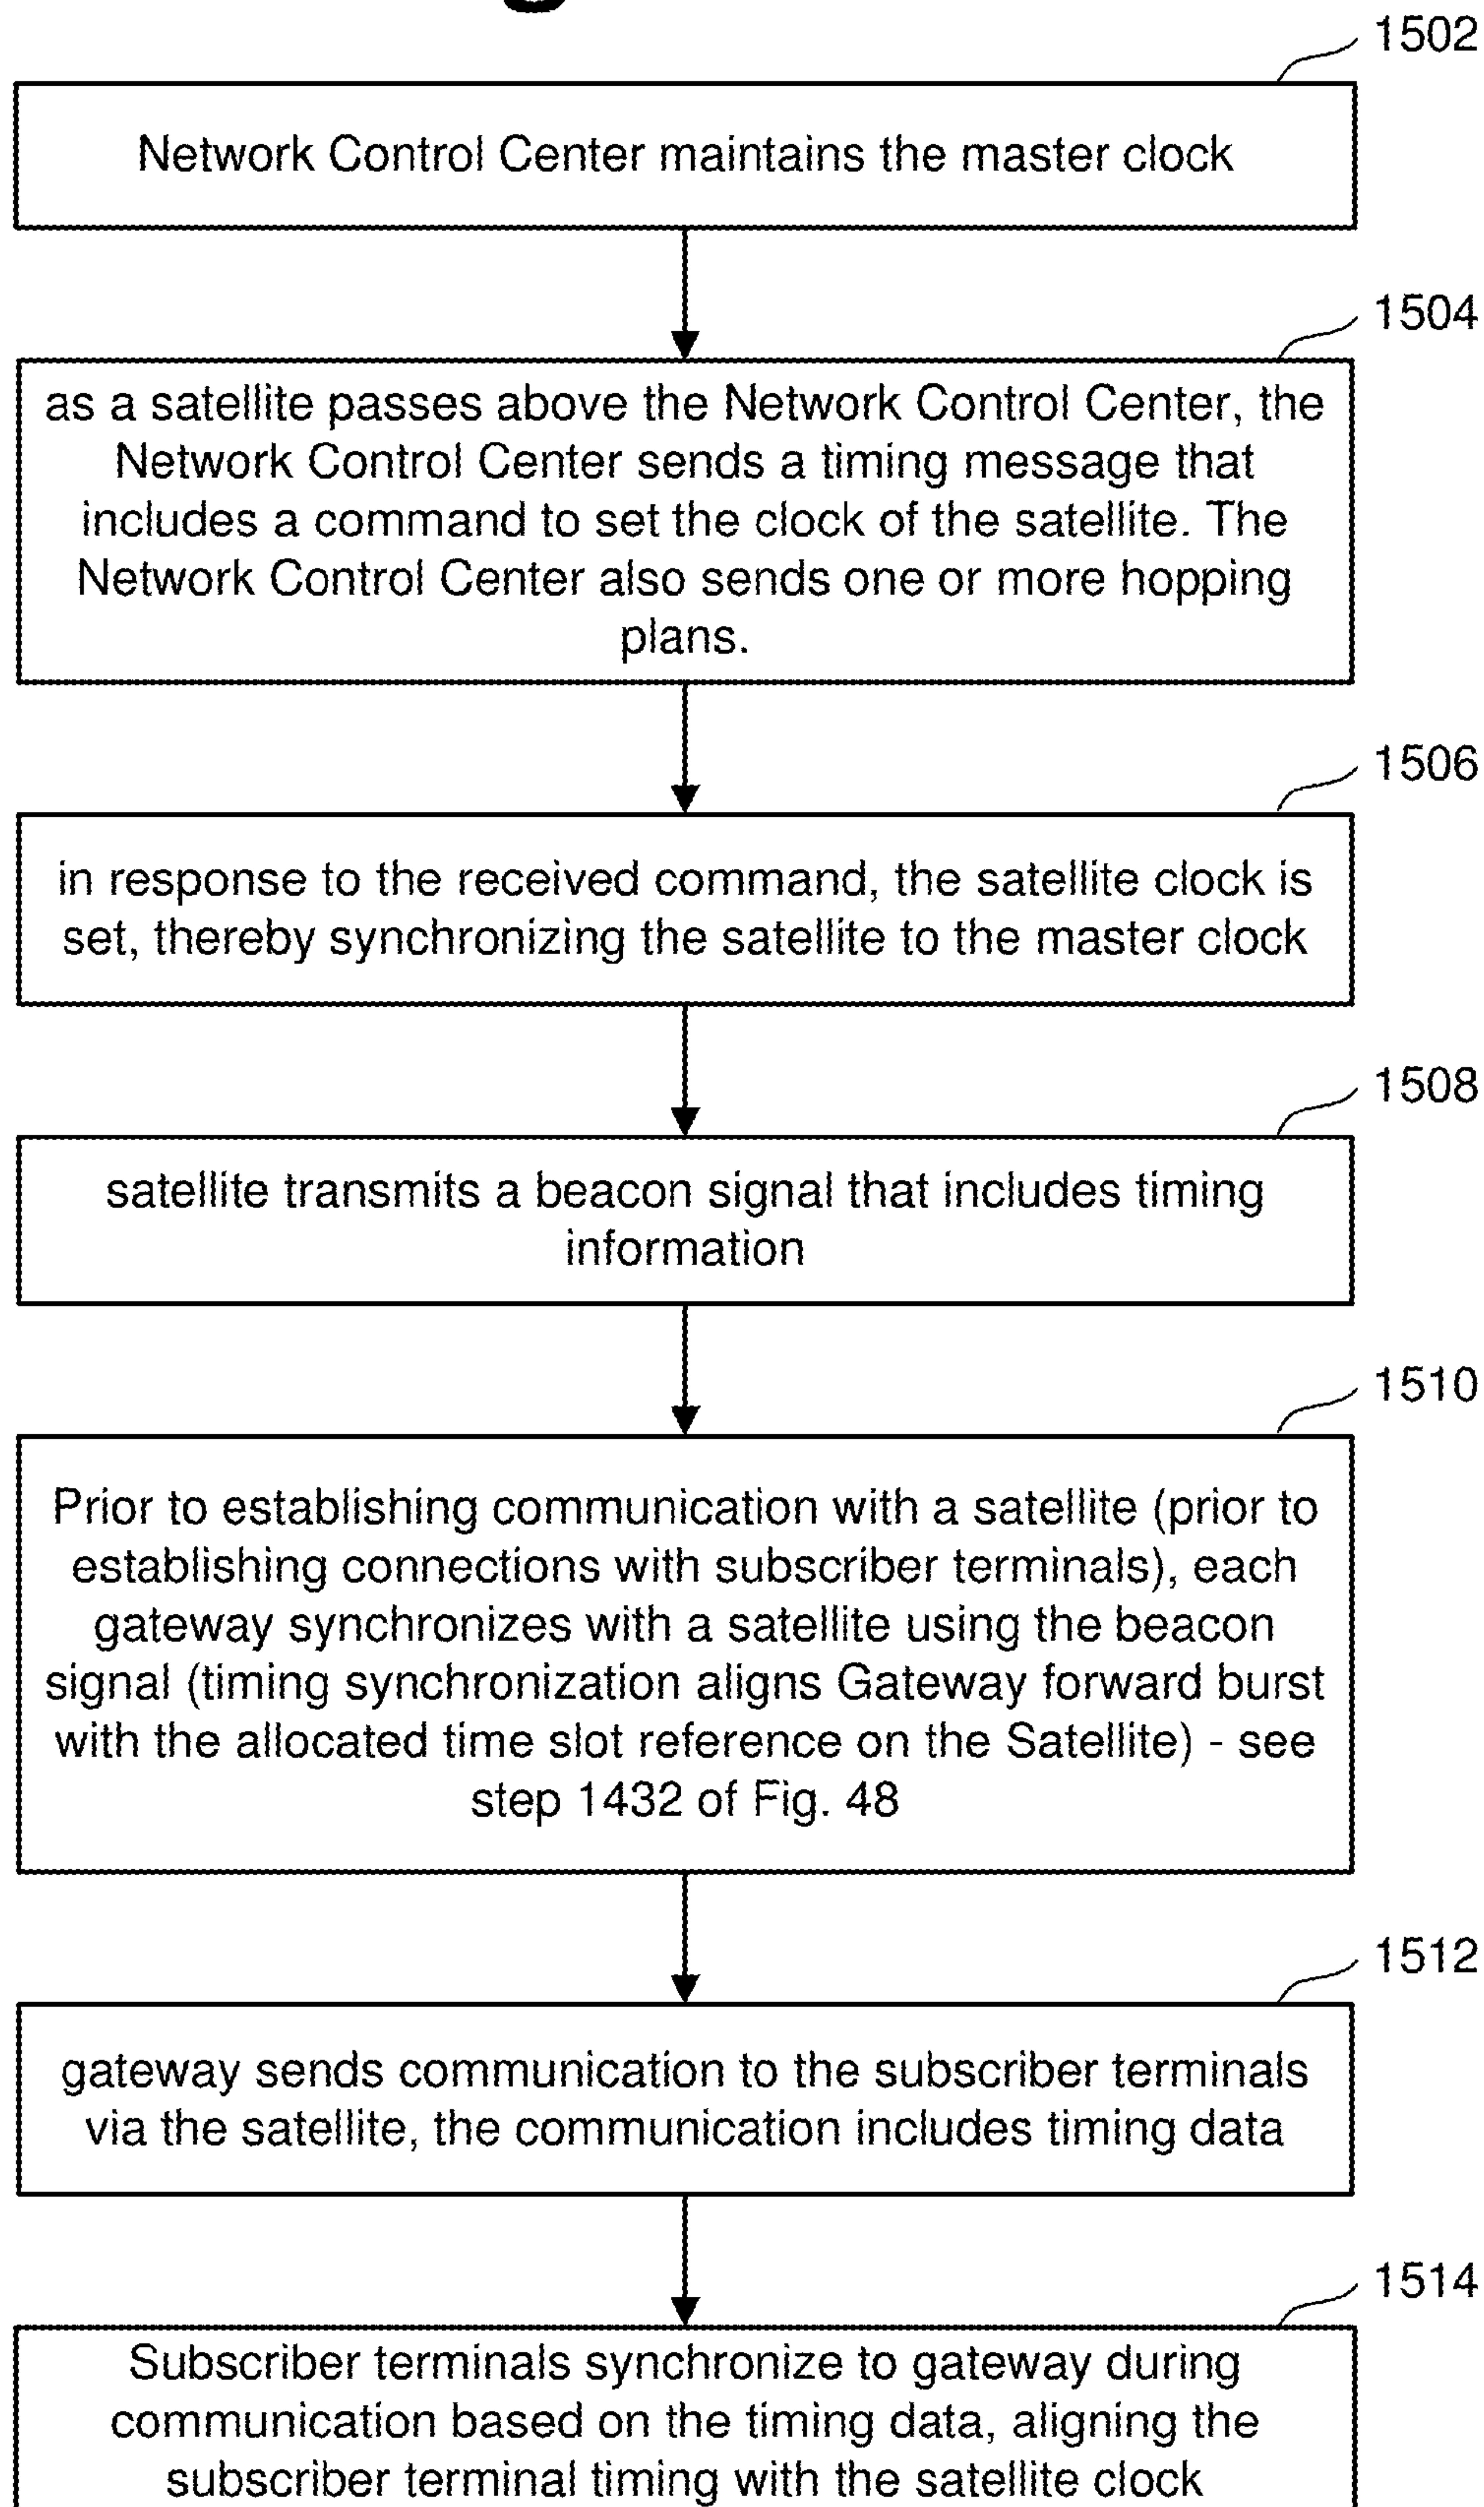 1502
Network Control Center maintains the master clock
1504
as a satellite passes above the Network Control Center, the
Network Control Center sends a timing message that
includes a command to set the clock of the satellite. The
Network Control Center also sends one or more hopping
plans.
1506
in response to the received command, the satellite clock is
set, thereby synchronizing the satellite to the master clock
1508
satellite transmits a beacon signal that includes timing
information
1510
Prior to establishing communication with a satellite (prior to
establishing connections with subscriber terminals), each
gateway synchronizes with a satellite using the beacon
signal (timing synchronization aligns Gateway forward burst
with the allocated time slot reference on the Satellite) - see
step 1432 of Fig. 48
1512
gateway sends communication to the subscriber terminals
via the satellite, the communication includes timing data
1514
Subscriber terminals synchronize to gateway during
communication based on the timing data, aligning the
subscriber terminal timing with the satellite clock